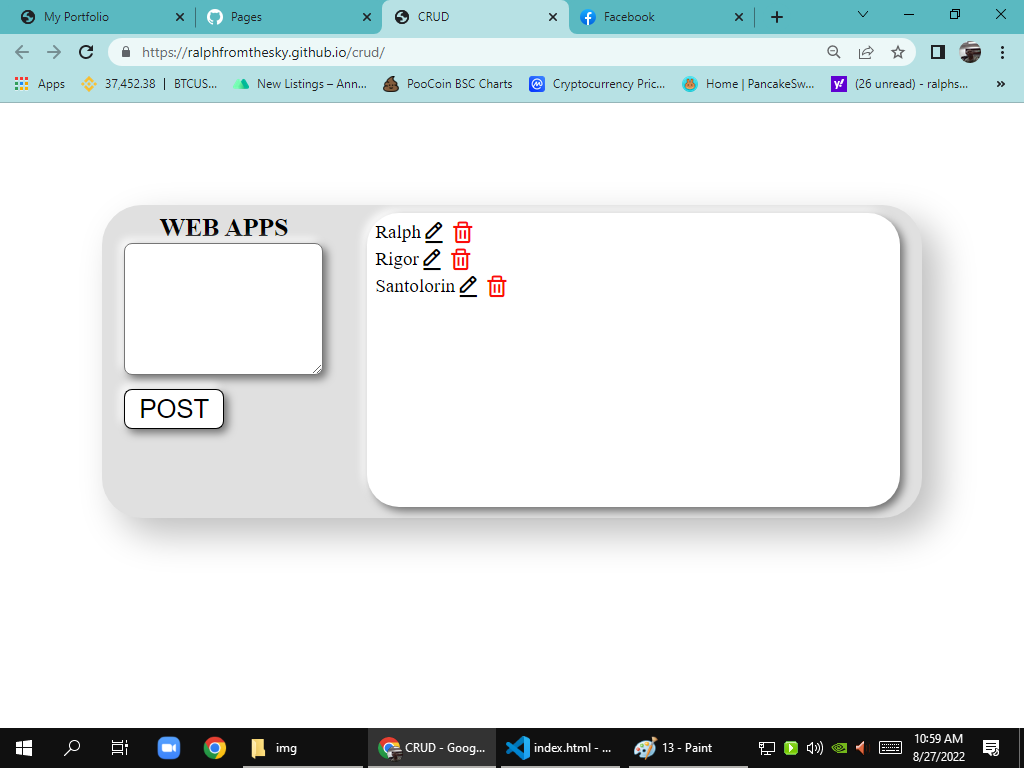 My Portfolio
Pages
CRUD
Facebook
https://ralphfromthesky.github.io/crud/
Apps
37,452.38 | BTCUS...
New Listings – Ann...
PooCoin BSC Charts
Cryptocurrency Pric...
Home | PancakeSw...
y!
(26 unread) - ralphs...
»
WEB APPS
POST
Ralph
Rigor
Santolorin
img
CRUD - Goog...
index.html - ...
13 - Paint
10:59 AM
8/27/2022